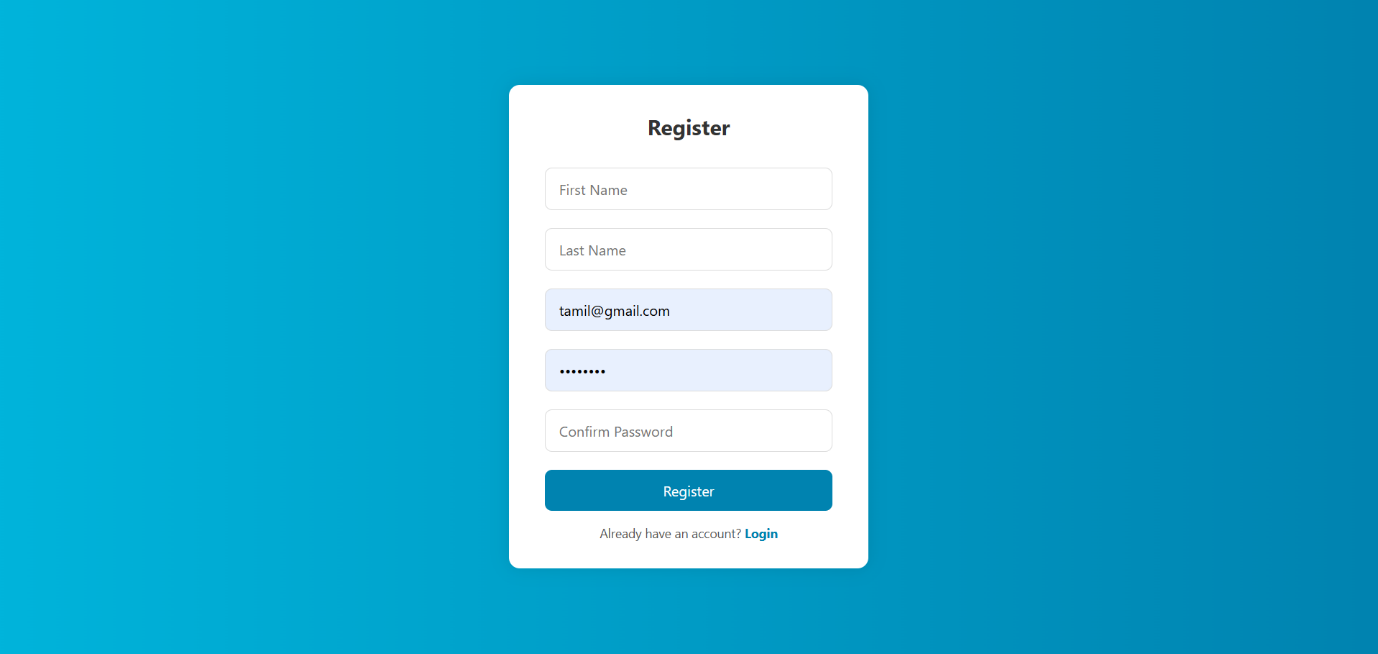 Register
First Name
Last Name
tamil@gmail.com
••••••••
Confirm Password
Register
Already have an account? Login